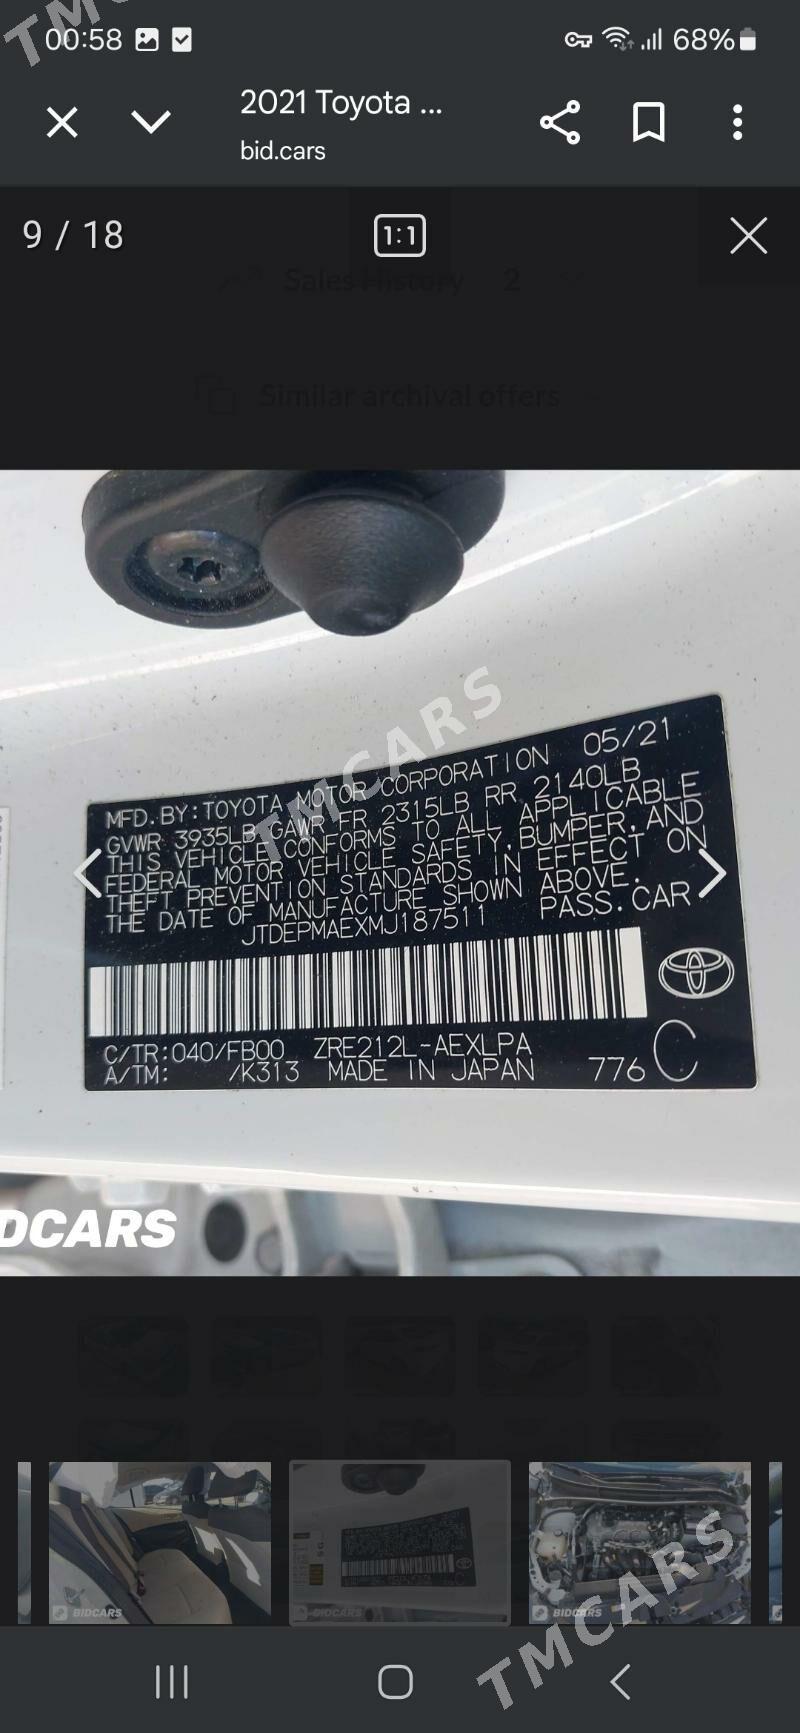 00:58
68%
2021 Toyota ...
bid.cars
9 / 18
1:1
Sales History 2
Similar archival offers
MFD.BY:TOYOTA MOTOR CORPORATION 05/21
GVWR 3935LB GAWR FR 2315LB RR 2140LB
THIS VEHICLE CONFORMS TO ALL APPLICABLE
FEDERAL MOTOR VEHICLE SAFETY,BUMPER,AND
THEFT PREVENTION STANDARDS IN EFFECT ON
THE DATE OF MANUFACTURE SHOWN ABOVE.
JTDEPMAEXMJ187511 PASS.CAR
C/TR:040/FB00 ZRE212L-AEXLPA
A/TM: /K313 MADE IN JAPAN 776 C
DCARS
BIDCARS
BIDCARS
BIDCARS
TMCARS
TMCARS